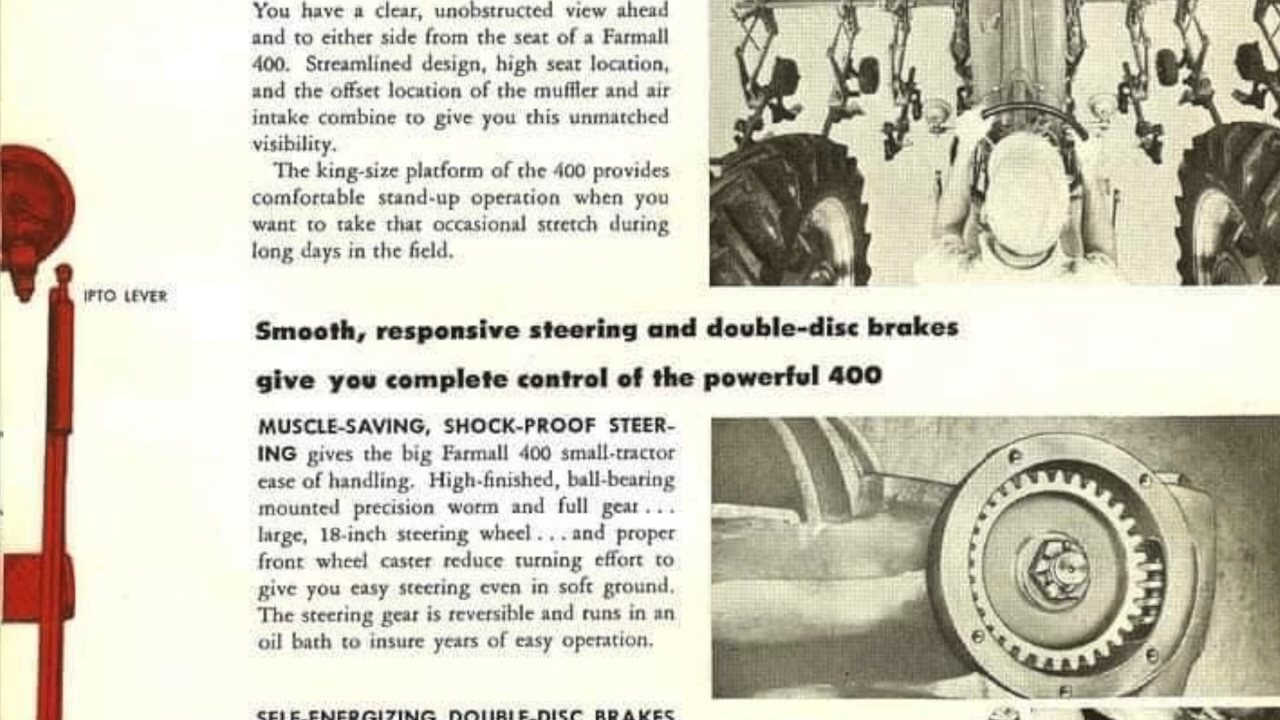 You have a clear, unobstructed view ahead
and to either side from the seat of a Farmall
400. Streamlined design, high seat location,
and the offset location of the muffler and air
intake combine to give you this unmatched
visibility.
The king-size platform of the 400 provides
comfortable stand-up operation when you
want to take that occasional stretch during
long days in the field.
IPTO LEVER
Smooth, responsive steering and double-disc brakes
give you complete control of the powerful 400
MUSCLE-SAVING, SHOCK-PROOF STEER-
ING gives the big Farmall 400 small-tractor
ease of handling. High-finished, ball-bearing
mounted precision worm and full gear...
large, 18-inch steering wheel...and proper
front wheel caster reduce turning effort to
give you easy steering even in soft ground.
The steering gear is reversible and runs in an
oil bath to insure years of easy operation.
SELF-ENERGIZING DOUBLE-DISC BRAKES